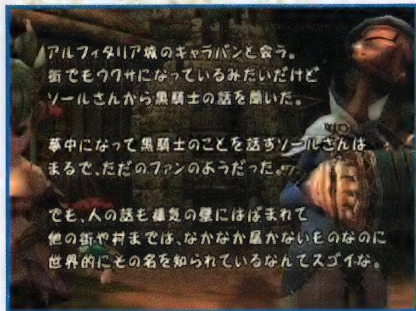 アルフィタリア城のキャラバンと会う。
街でもウワサになっているみたいだけど
ソールさんから黒騎士の話を聞いた。
夢中になって黒騎士のことを話すソールさんは
まるで、ただのファンのようだった。
でも、人の話も瘴気の壁にはばまれて
他の街や村までは、なかなか届かないものなのに
世界的にその名を知られているなんてスゴイな。